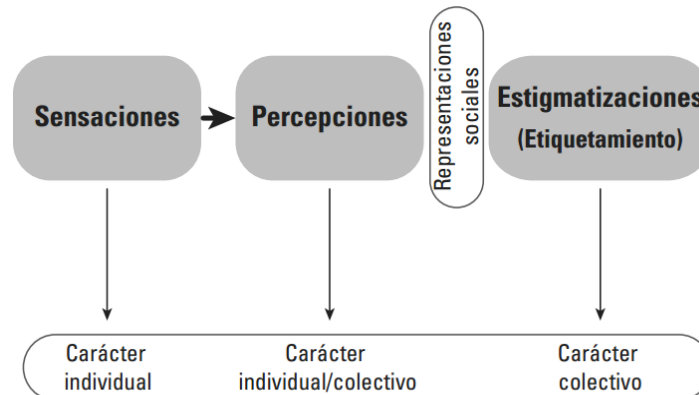 Sensaciones
Percepciones
Representaciones
sociales
Estigmatizaciones
(Etiquetamiento)
Carácter
individual
Carácter
individual/colectivo
Carácter
colectivo